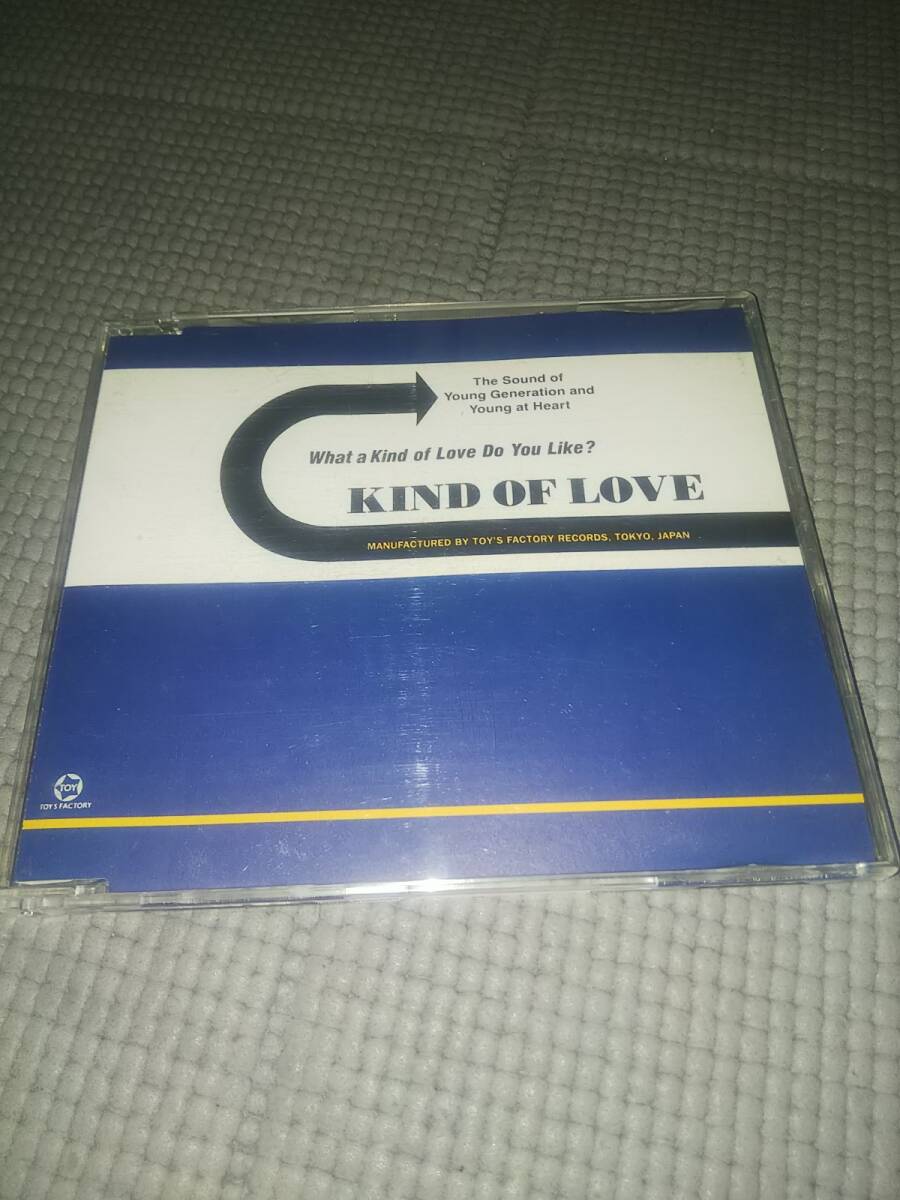 The Sound of
Young Generation and
Young at Heart
What a Kind of Love Do You Like?
KIND OF LOVE
MANUFACTURED BY TOY'S FACTORY RECORDS, TOKYO, JAPAN
TOY
TOY'S FACTORY